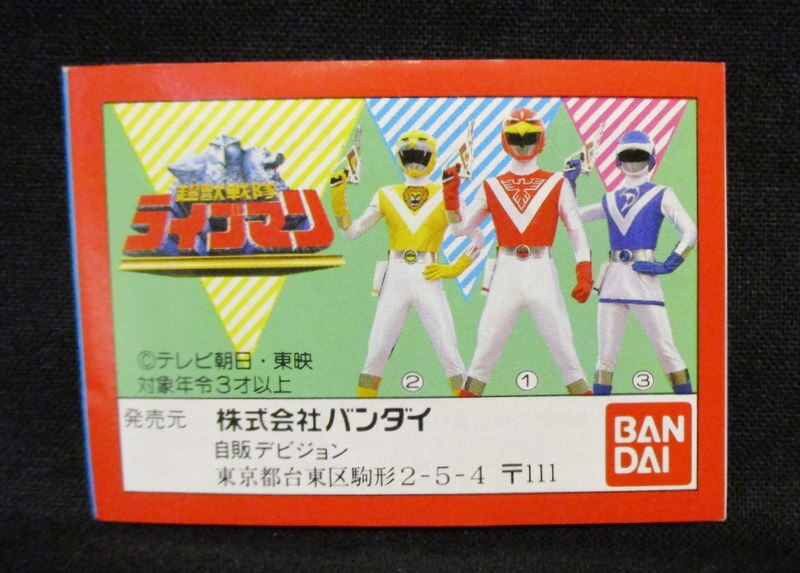 超獣戦隊
ライブマン
©テレビ朝日・東映
対象年令3才以上
② ① ③
発売元 株式会社バンダイ
自販デビジョン
東京都台東区駒形2-5-4 〒111
BAN
DAI